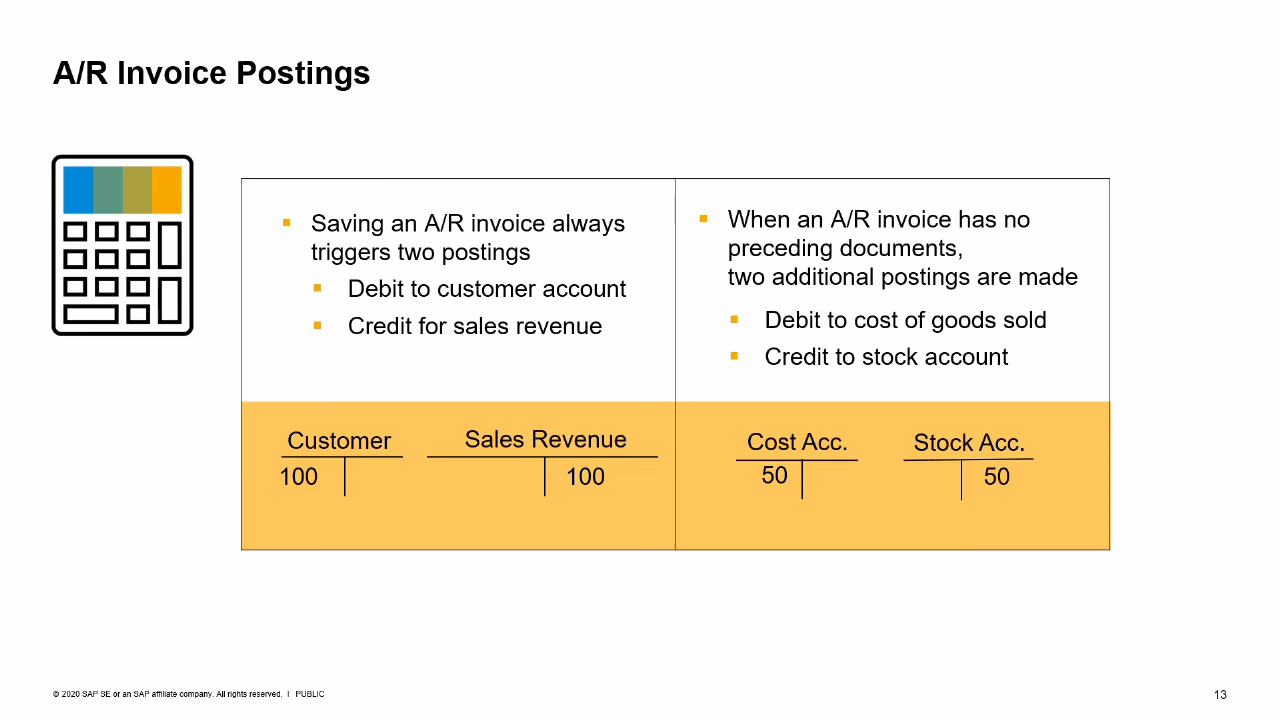 A/R Invoice Postings
Saving an A/R invoice always
triggers two postings
Debit to customer account
Credit for sales revenue
When an A/R invoice has no
preceding documents,
two additional postings are made
Debit to cost of goods sold
Credit to stock account
Customer
Sales Revenue
100
100
Cost Acc.
Stock Acc.
50
50
© 2020 SAP SE or an SAP affiliate company. All rights reserved. I PUBLIC
13